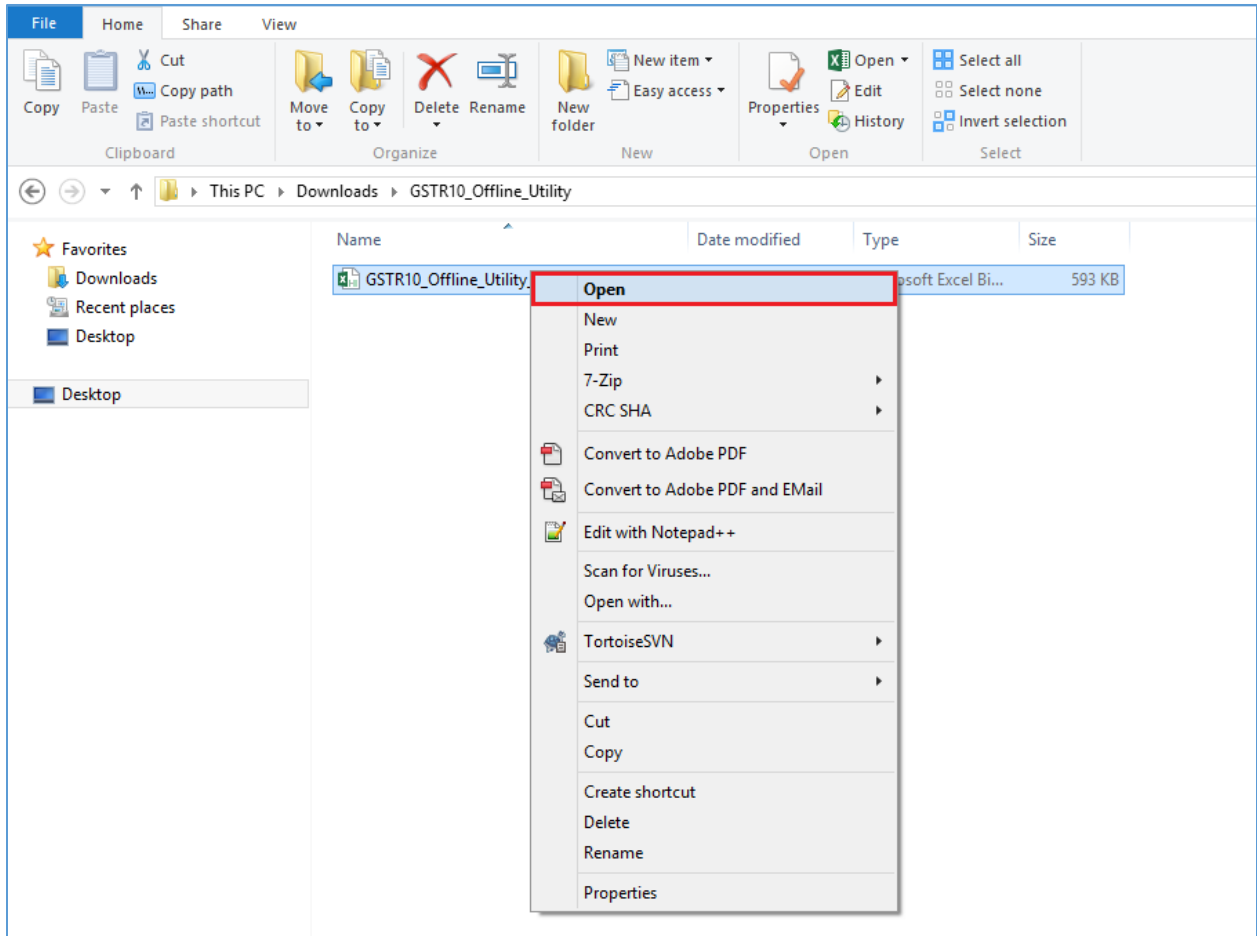 File Home Share View
Cut
Copy path
Paste shortcut
Copy Paste
Clipboard
Move to
Copy to
Delete Rename
Organize
New folder
New item
Easy access
New
Properties
Open
Edit
History
Open
Select all
Select none
Invert selection
Select
This PC Downloads GSTR10_Offline_Utility
Favorites
Downloads
Recent places
Desktop
Desktop
Name Date modified Type Size
GSTR10_Offline_Utility_ osoft Excel Bi... 593 KB
Open
New
Print
7-Zip
CRC SHA
Convert to Adobe PDF
Convert to Adobe PDF and EMail
Edit with Notepad++
Scan for Viruses...
Open with...
TortoiseSVN
Send to
Cut
Copy
Create shortcut
Delete
Rename
Properties